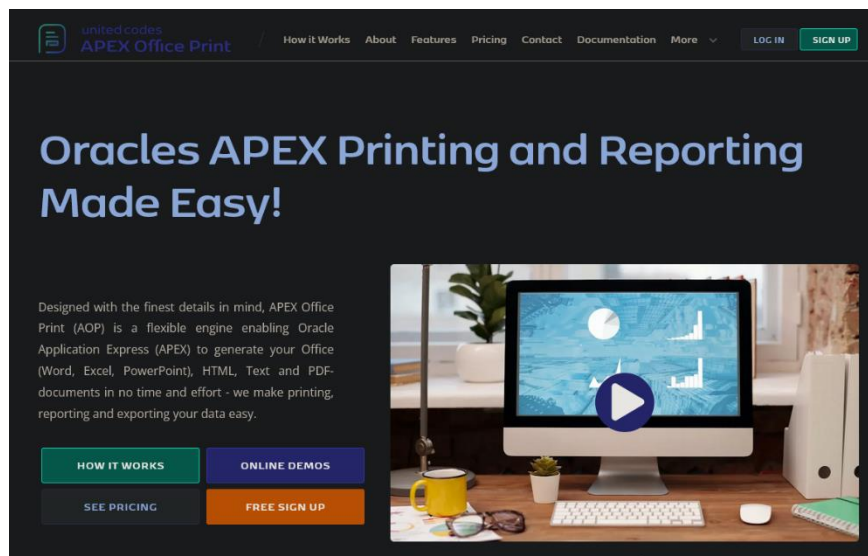 unitedcodes
APEX Office Print
How it Works About Features Pricing Contact Documentation More LOG IN SIGN UP
Oracles APEX Printing and Reporting
Made Easy!
Designed with the finest details in mind, APEX Office
Print (AOP) is a flexible engine enabling Oracle
Application Express (APEX) to generate your Office
(Word, Excel, PowerPoint), HTML, Text and PDF-
documents in no time and effort - we make printing,
reporting and exporting your data easy.
HOW IT WORKS ONLINE DEMOS
SEE PRICING FREE SIGN UP